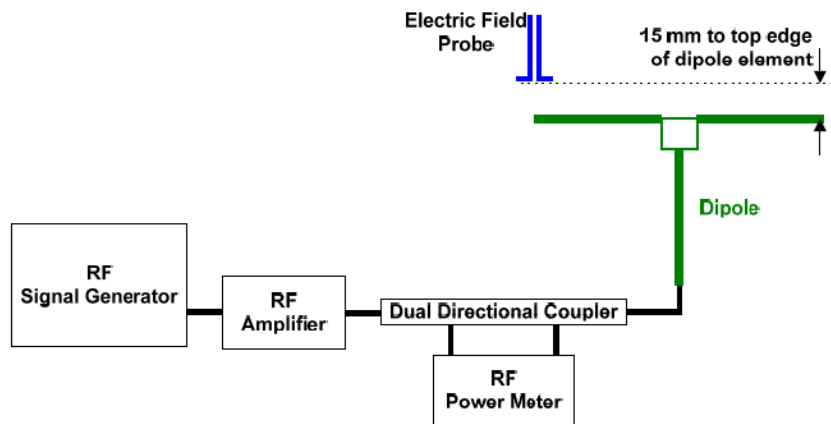 Electric Field
Probe
15 mm to top edge
of dipole element
Dipole
RF
Signal Generator
RF
Amplifier
Dual Directional Coupler
RF
Power Meter